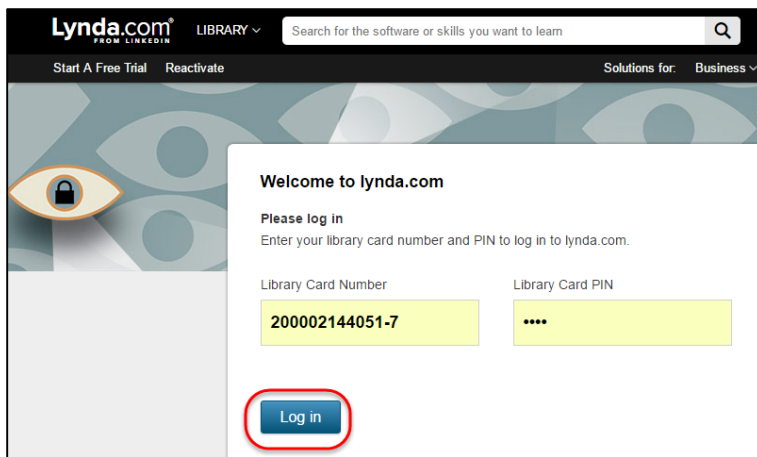 Lynda.com®
FROM LINKEDIN
LIBRARY
Search for the software or skills you want to learn
Start A Free Trial Reactivate Solutions for: Business
Welcome to lynda.com
Please log in
Enter your library card number and PIN to log in to lynda.com.
Library Card Number Library Card PIN
200002144051-7 ••••
Log in